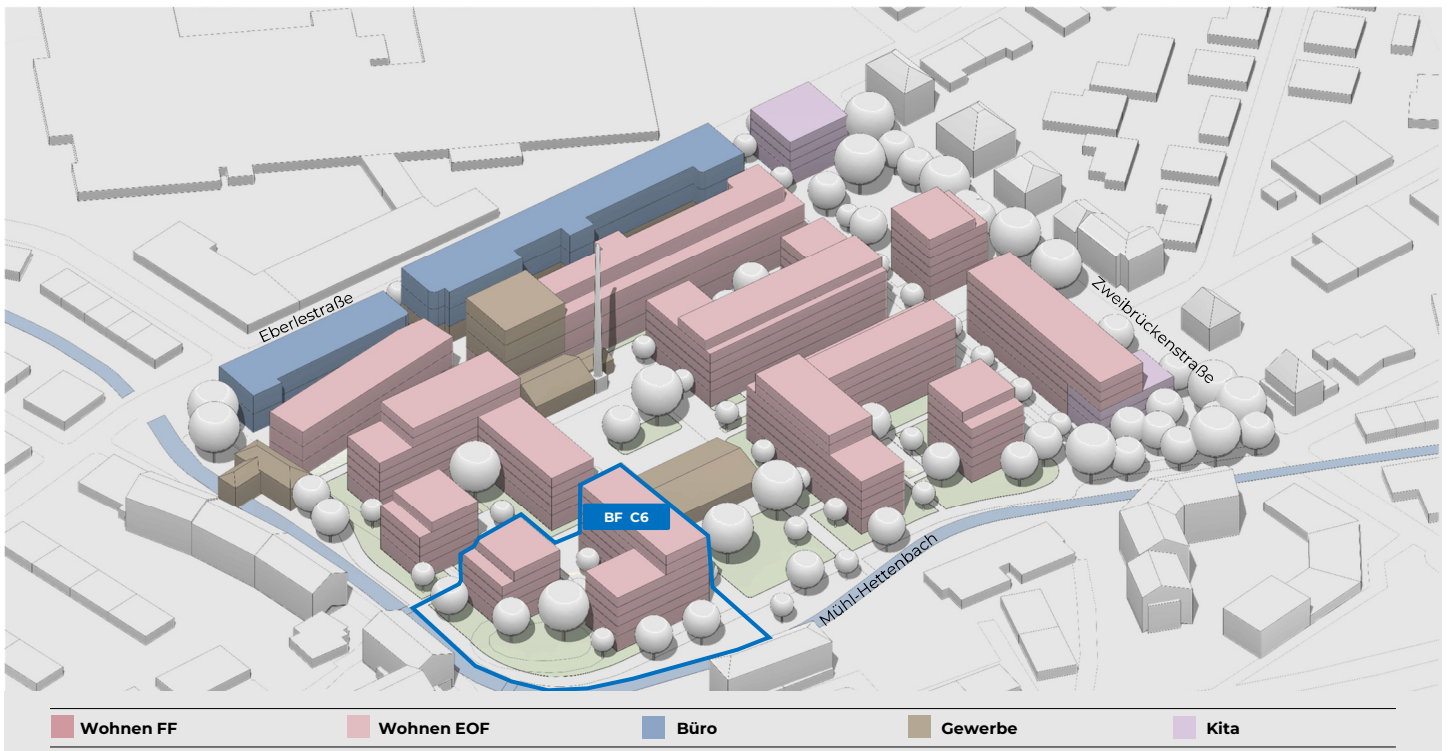 Eberlestraße
Zweibrückenstraße
BF C6
Mühl-Hettenbach
Wohnen FF
Wohnen EOF
Büro
Gewerbe
Kita